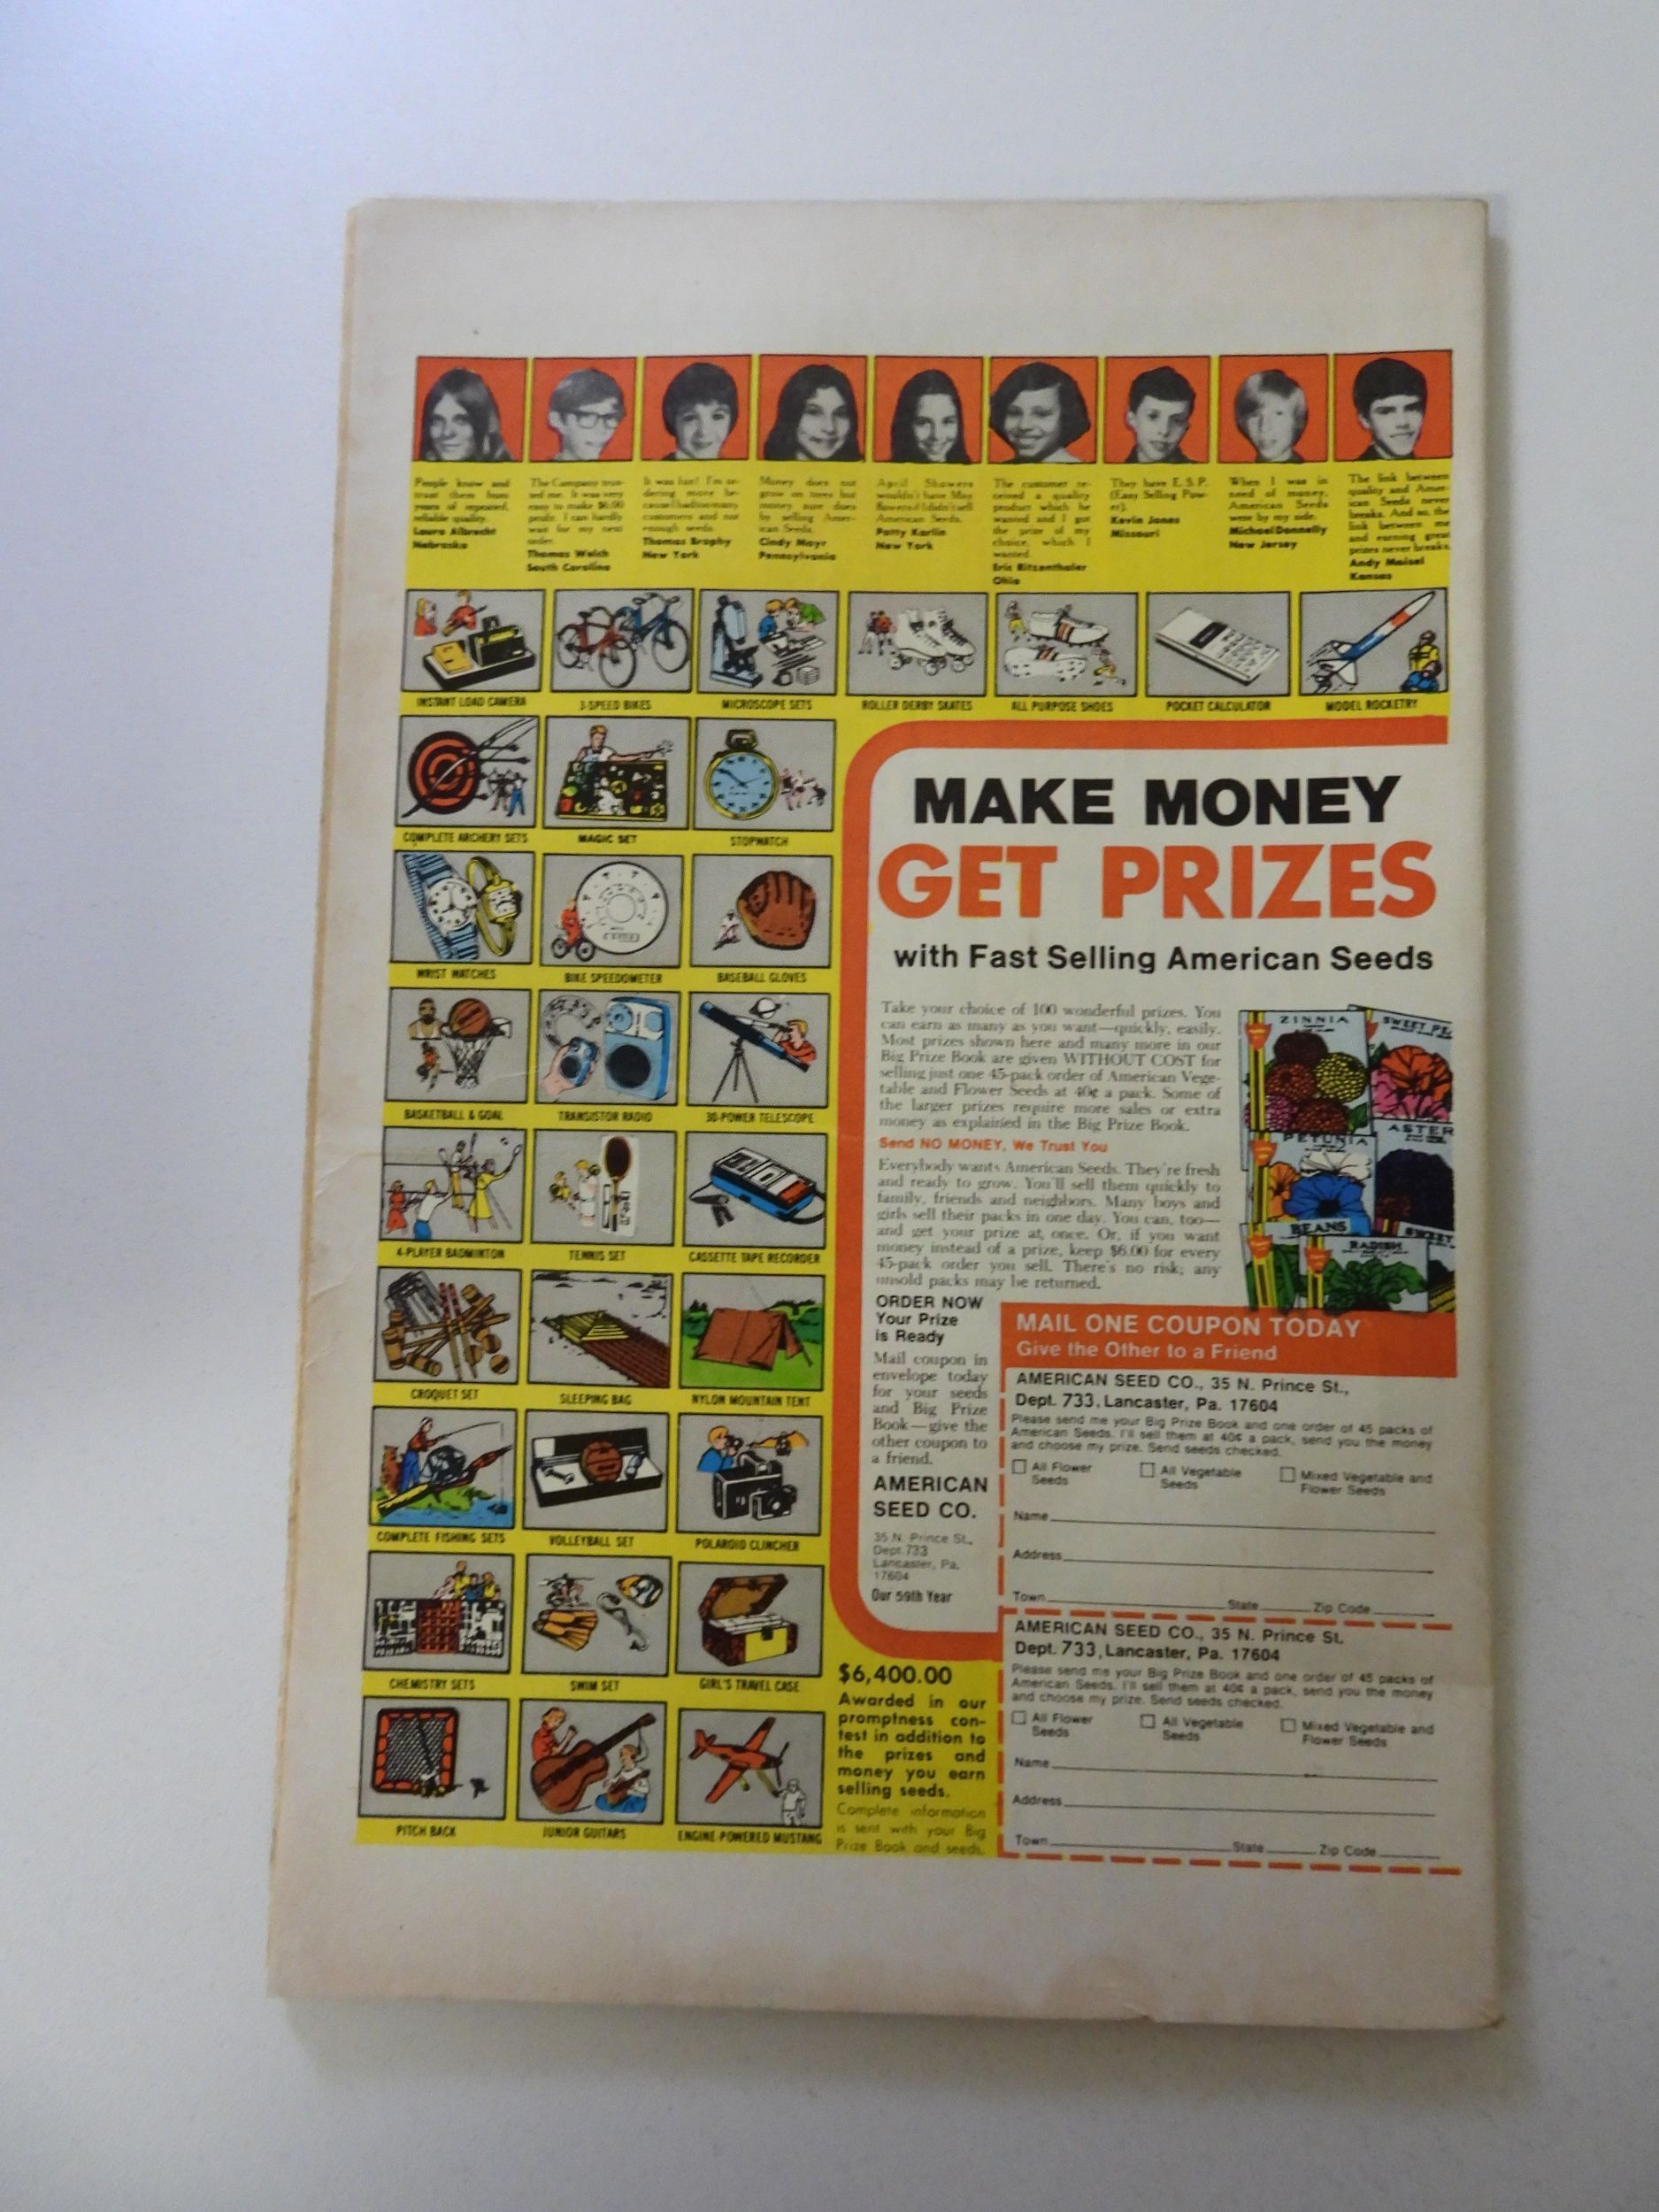 People know and
trust them from
years of repeated,
reliable quality.
Laura Albrecht
Nebraska
The Company trus-
ted me. It was very
easy to make $6.00
profit. I can hardly
wait for my next
order.
Thomas Welch
South Carolina
It was fun! I'm or-
dering more be-
cause I had too many
customers and not
enough seeds.
Thomas Brophy
New York
Money does not
grow on trees but
money sure does
by selling Amer-
ican Seeds.
Cindy Mayr
Pennsylvania
April Showers
wouldn't have May
flowers if I didn't sell
American Seeds.
Patty Karlin
New York
The customer re-
ceived a quality
product which he
wanted and I got
the prize of my
choice, which I
wanted.
Eric Ritzenthaler
Ohio
They have E.S.P.
(Easy Selling Pow-
er).
Kevin Jones
Missouri
When I was in
need of money,
American Seeds
were by my side.
Michael Donnelly
New Jersey
The link between
quality and Amer-
ican Seeds never
breaks. And so, the
link between me
and earning great
prizes never breaks.
Andy Maisel
Kansas
INSTANT LOAD CAMERA
3-SPEED BIKES
MICROSCOPE SETS
ROLLER DERBY SKATES
ALL PURPOSE SHOES
POCKET CALCULATOR
MODEL ROCKETRY
COMPLETE ARCHERY SETS
MAGIC SET
STOPWATCH
WRIST WATCHES
BIKE SPEEDOMETER
BASEBALL GLOVES
BASKETBALL & GOAL
TRANSISTOR RADIO
30-POWER TELESCOPE
4-PLAYER BADMINTON
TENNIS SET
CASSETTE TAPE RECORDER
CROQUET SET
SLEEPING BAG
NYLON MOUNTAIN TENT
COMPLETE FISHING SETS
VOLLEYBALL SET
POLAROID CLINCHER
CHEMISTRY SETS
SWIM SET
GIRL'S TRAVEL CASE
PITCH BACK
JUNIOR GUITARS
ENGINE-POWERED MUSTANG
MAKE MONEY
GET PRIZES
with Fast Selling American Seeds
Take your choice of 100 wonderful prizes. You
can earn as many as you want—quickly, easily.
Most prizes shown here and many more in our
Big Prize Book are given WITHOUT COST for
selling just one 45-pack order of American Vege-
table and Flower Seeds at 40¢ a pack. Some of
the larger prizes require more sales or extra
money as explained in the Big Prize Book.
Send NO MONEY, We Trust You
Everybody wants American Seeds. They're fresh
and ready to grow. You'll sell them quickly to
family, friends and neighbors. Many boys and
girls sell their packs in one day. You can, too—
and get your prize at once. Or, if you want
money instead of a prize, keep $6.00 for every
45-pack order you sell. There's no risk; any
unsold packs may be returned.
ZINNIA
SWEET PE
PETUNIA
ASTER
BEANS
RADISH
SWEET
ORDER NOW
Your Prize
is Ready
Mail coupon in
envelope today
for your seeds
and Big Prize
Book—give the
other coupon to
a friend.
AMERICAN
SEED CO.
35 N. Prince St.,
Dept 733
Lancaster, Pa.
17604
Our 59th Year
$6,400.00
Awarded in our
promptness con-
test in addition to
the prizes and
money you earn
selling seeds.
Complete information
is sent with your Big
Prize Book and seeds.
MAIL ONE COUPON TODAY
Give the Other to a Friend
AMERICAN SEED CO., 35 N. Prince St.,
Dept. 733, Lancaster, Pa. 17604
Please send me your Big Prize Book and one order of 45 packs of
American Seeds. I'll sell them at 40¢ a pack, send you the money
and choose my prize. Send seeds checked.
All Flower
Seeds
All Vegetable
Seeds
Mixed Vegetable and
Flower Seeds
Name
Address
Town State Zip Code
AMERICAN SEED CO., 35 N. Prince St.
Dept. 733, Lancaster, Pa. 17604
Please send me your Big Prize Book and one order of 45 packs of
American Seeds. I'll sell them at 40¢ a pack, send you the money
and choose my prize. Send seeds checked.
All Flower
Seeds
All Vegetable
Seeds
Mixed Vegetable and
Flower Seeds
Name
Address
Town State Zip Code